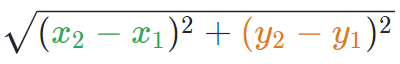 √((x₂ − x₁)² + (y₂ − y₁)²)